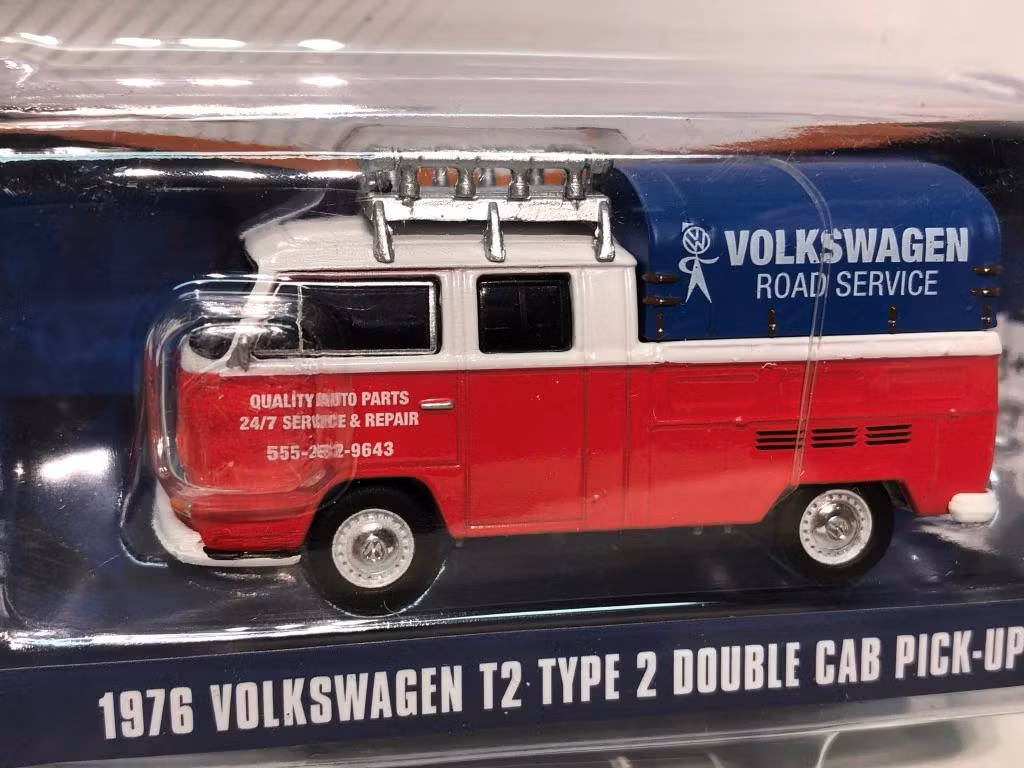 VOLKSWAGEN
ROAD SERVICE
QUALITY AUTO PARTS
24/7 SERVICE & REPAIR
1976 VOLKSWAGEN T2 TYPE 2 DOUBLE CAB PICK-UP